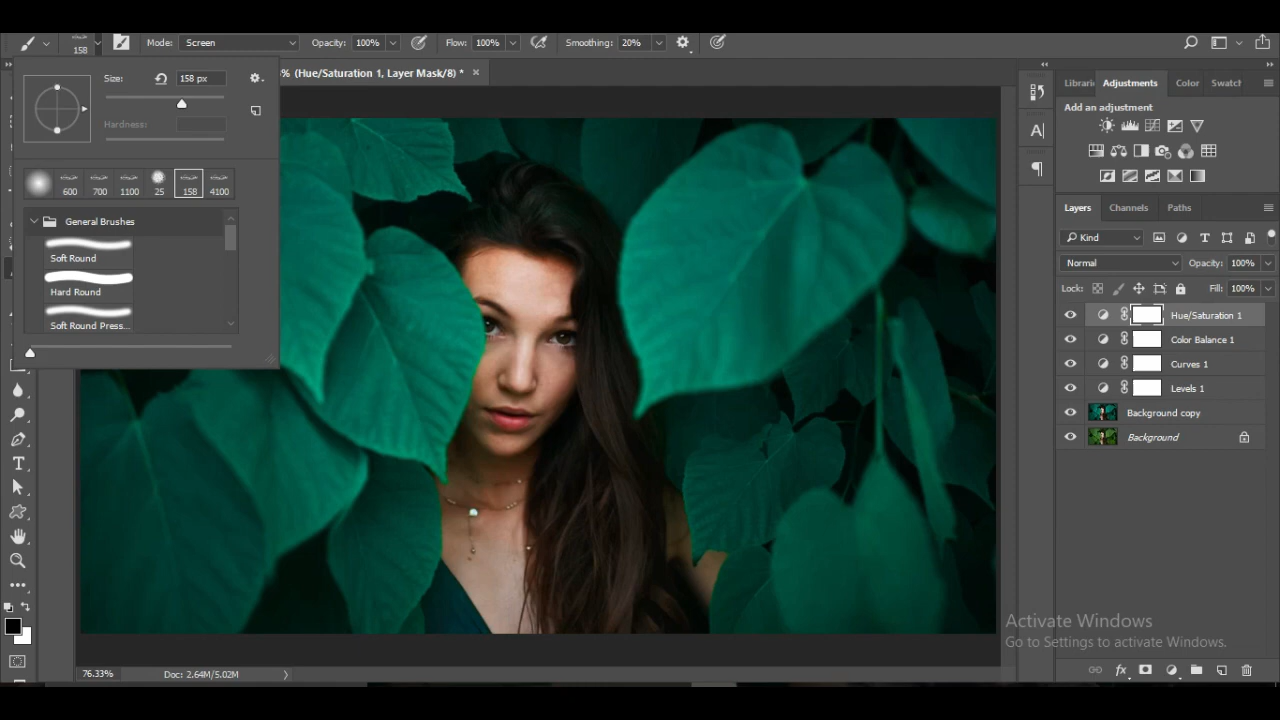 158
Mode: Screen
Opacity: 100%
Flow: 100%
Smoothing: 20%
Size: 158 px
Hardness:
600 700 1100 25 158 4100
General Brushes
Soft Round
Hard Round
Soft Round Press...
% (Hue/Saturation 1, Layer Mask/8) * ×
76.33% Doc: 2.64M/5.02M
Librari Adjustments Color Swatch
Add an adjustment
Layers Channels Paths
Kind
Normal Opacity: 100%
Lock: Fill: 100%
Hue/Saturation 1
Color Balance 1
Curves 1
Levels 1
Background copy
Background
fx
Activate Windows
Go to Settings to activate Windows.